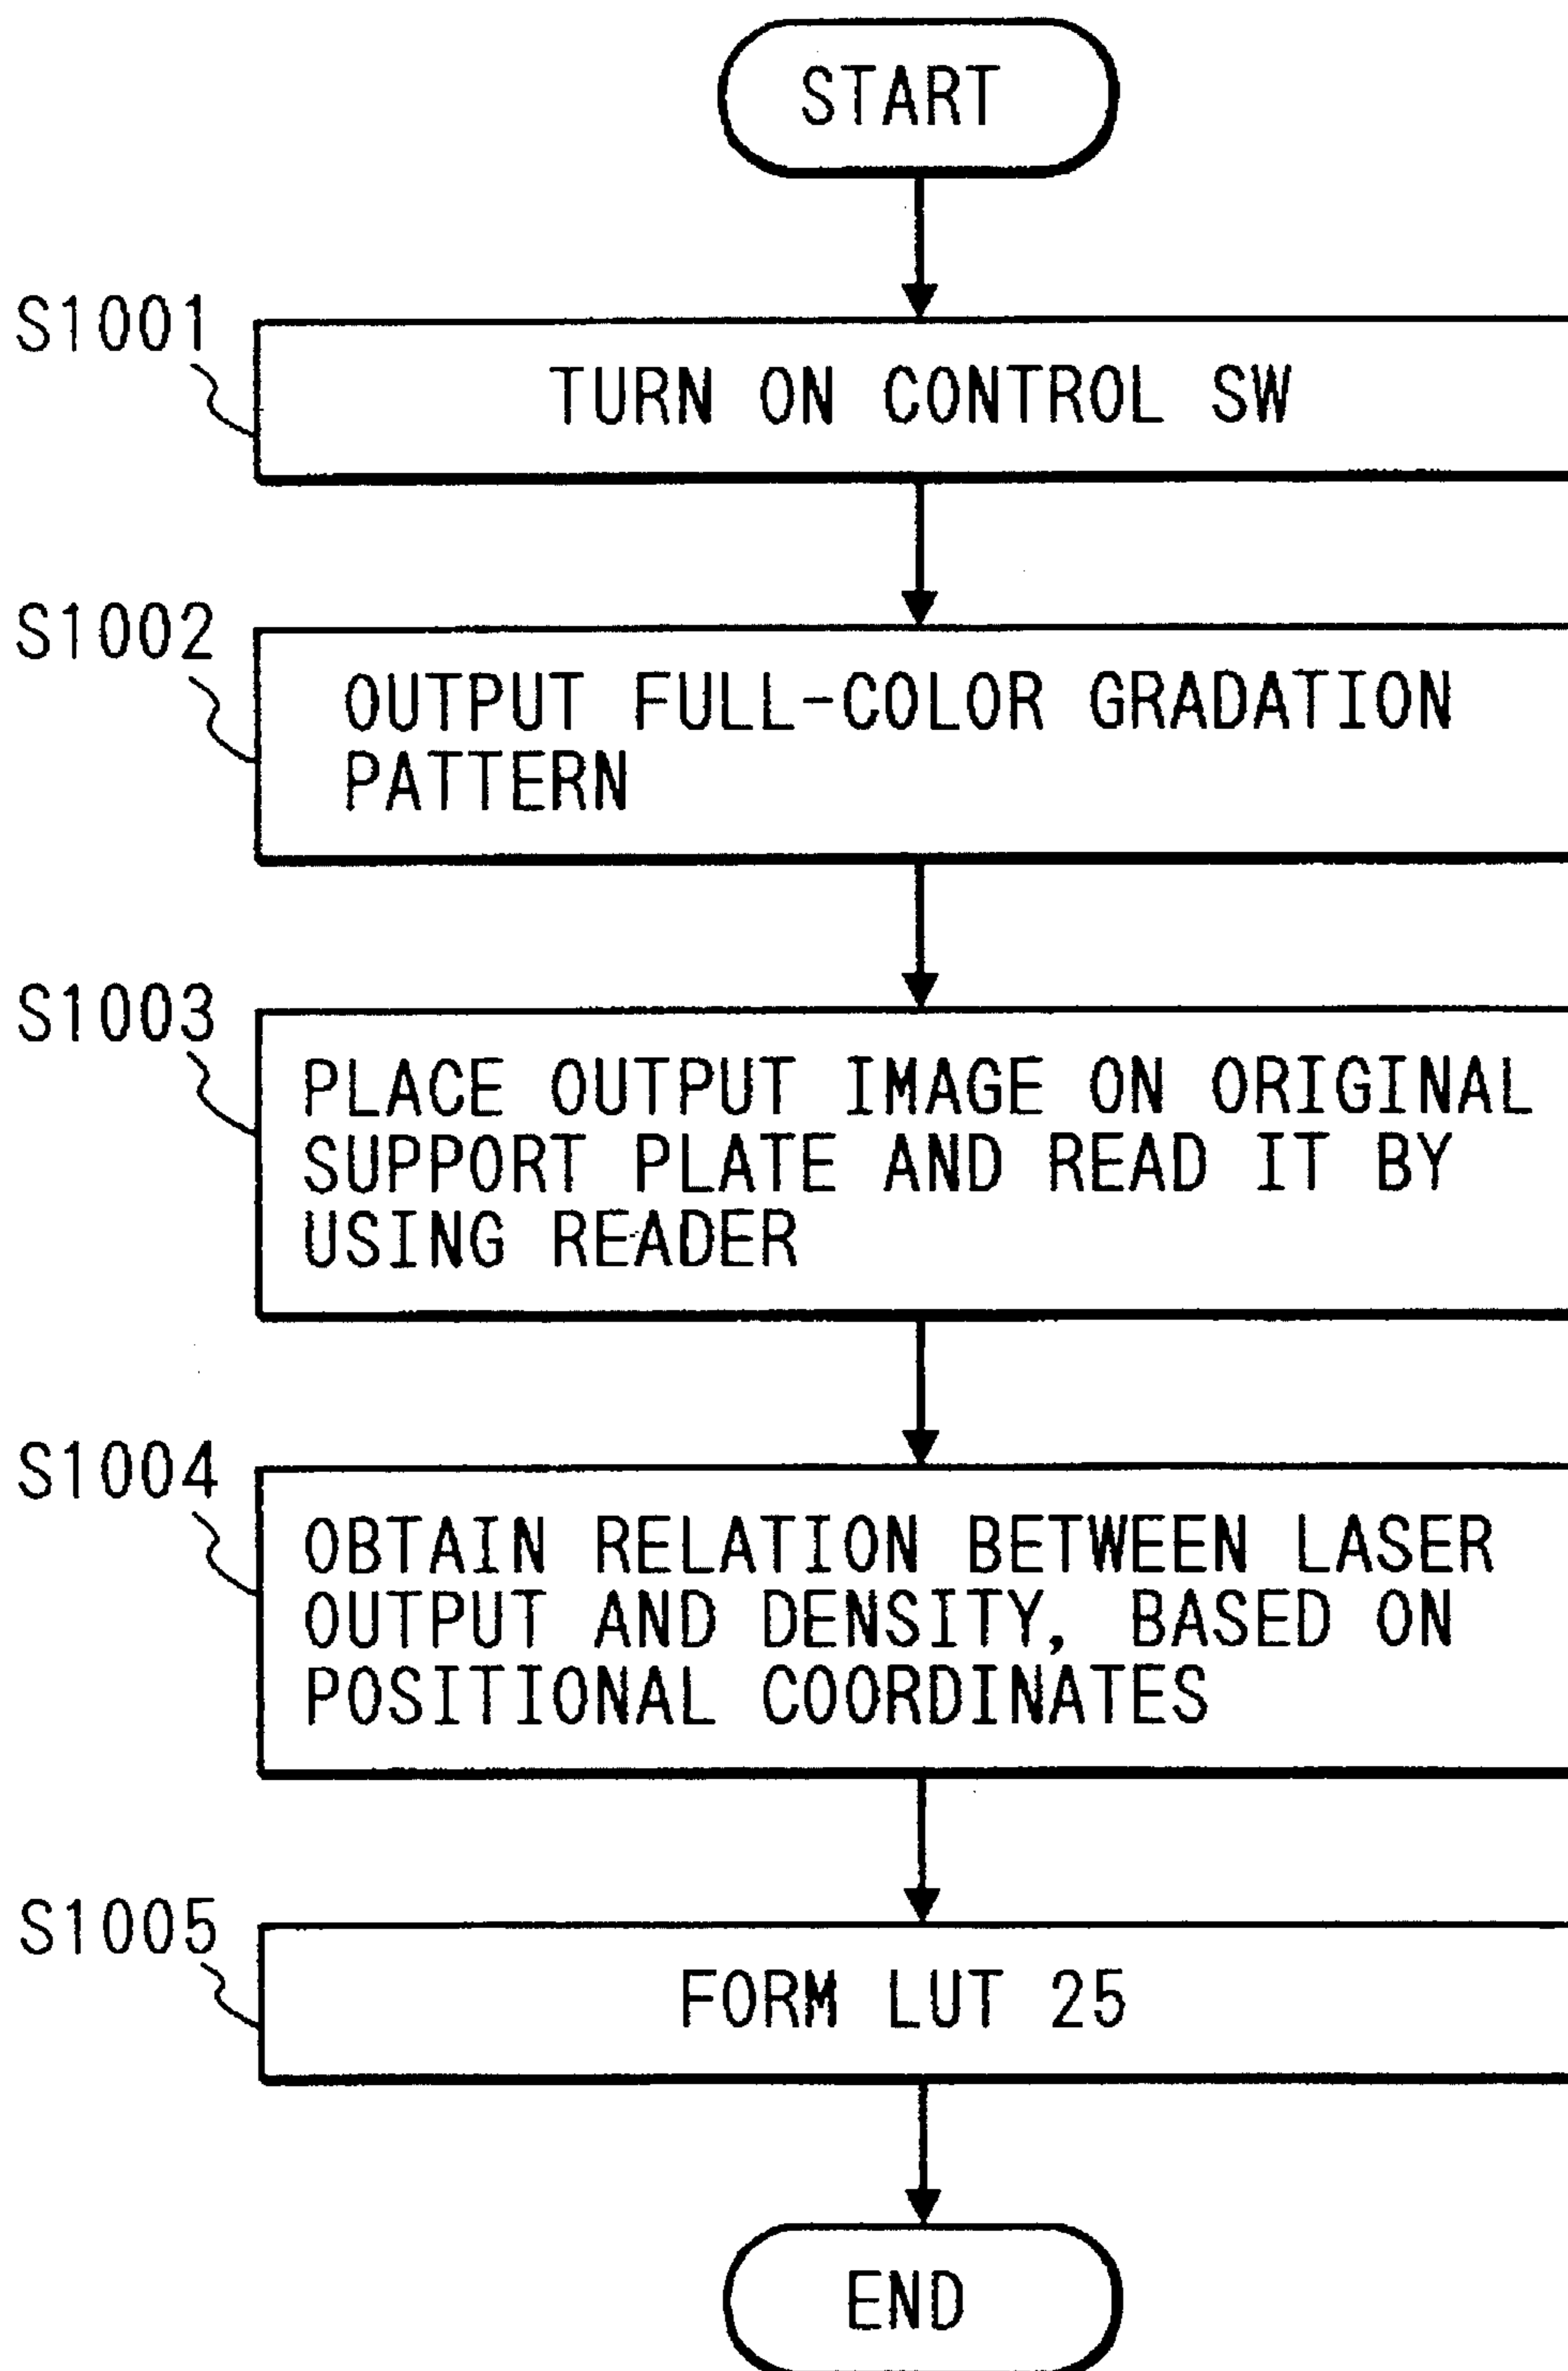 START
S1001
TURN ON CONTROL SW
S1002
OUTPUT FULL-COLOR GRADATION
PATTERN
S1003
PLACE OUTPUT IMAGE ON ORIGINAL
SUPPORT PLATE AND READ IT BY
USING READER
S1004
OBTAIN RELATION BETWEEN LASER
OUTPUT AND DENSITY, BASED ON
POSITIONAL COORDINATES
S1005
FORM LUT 25
END